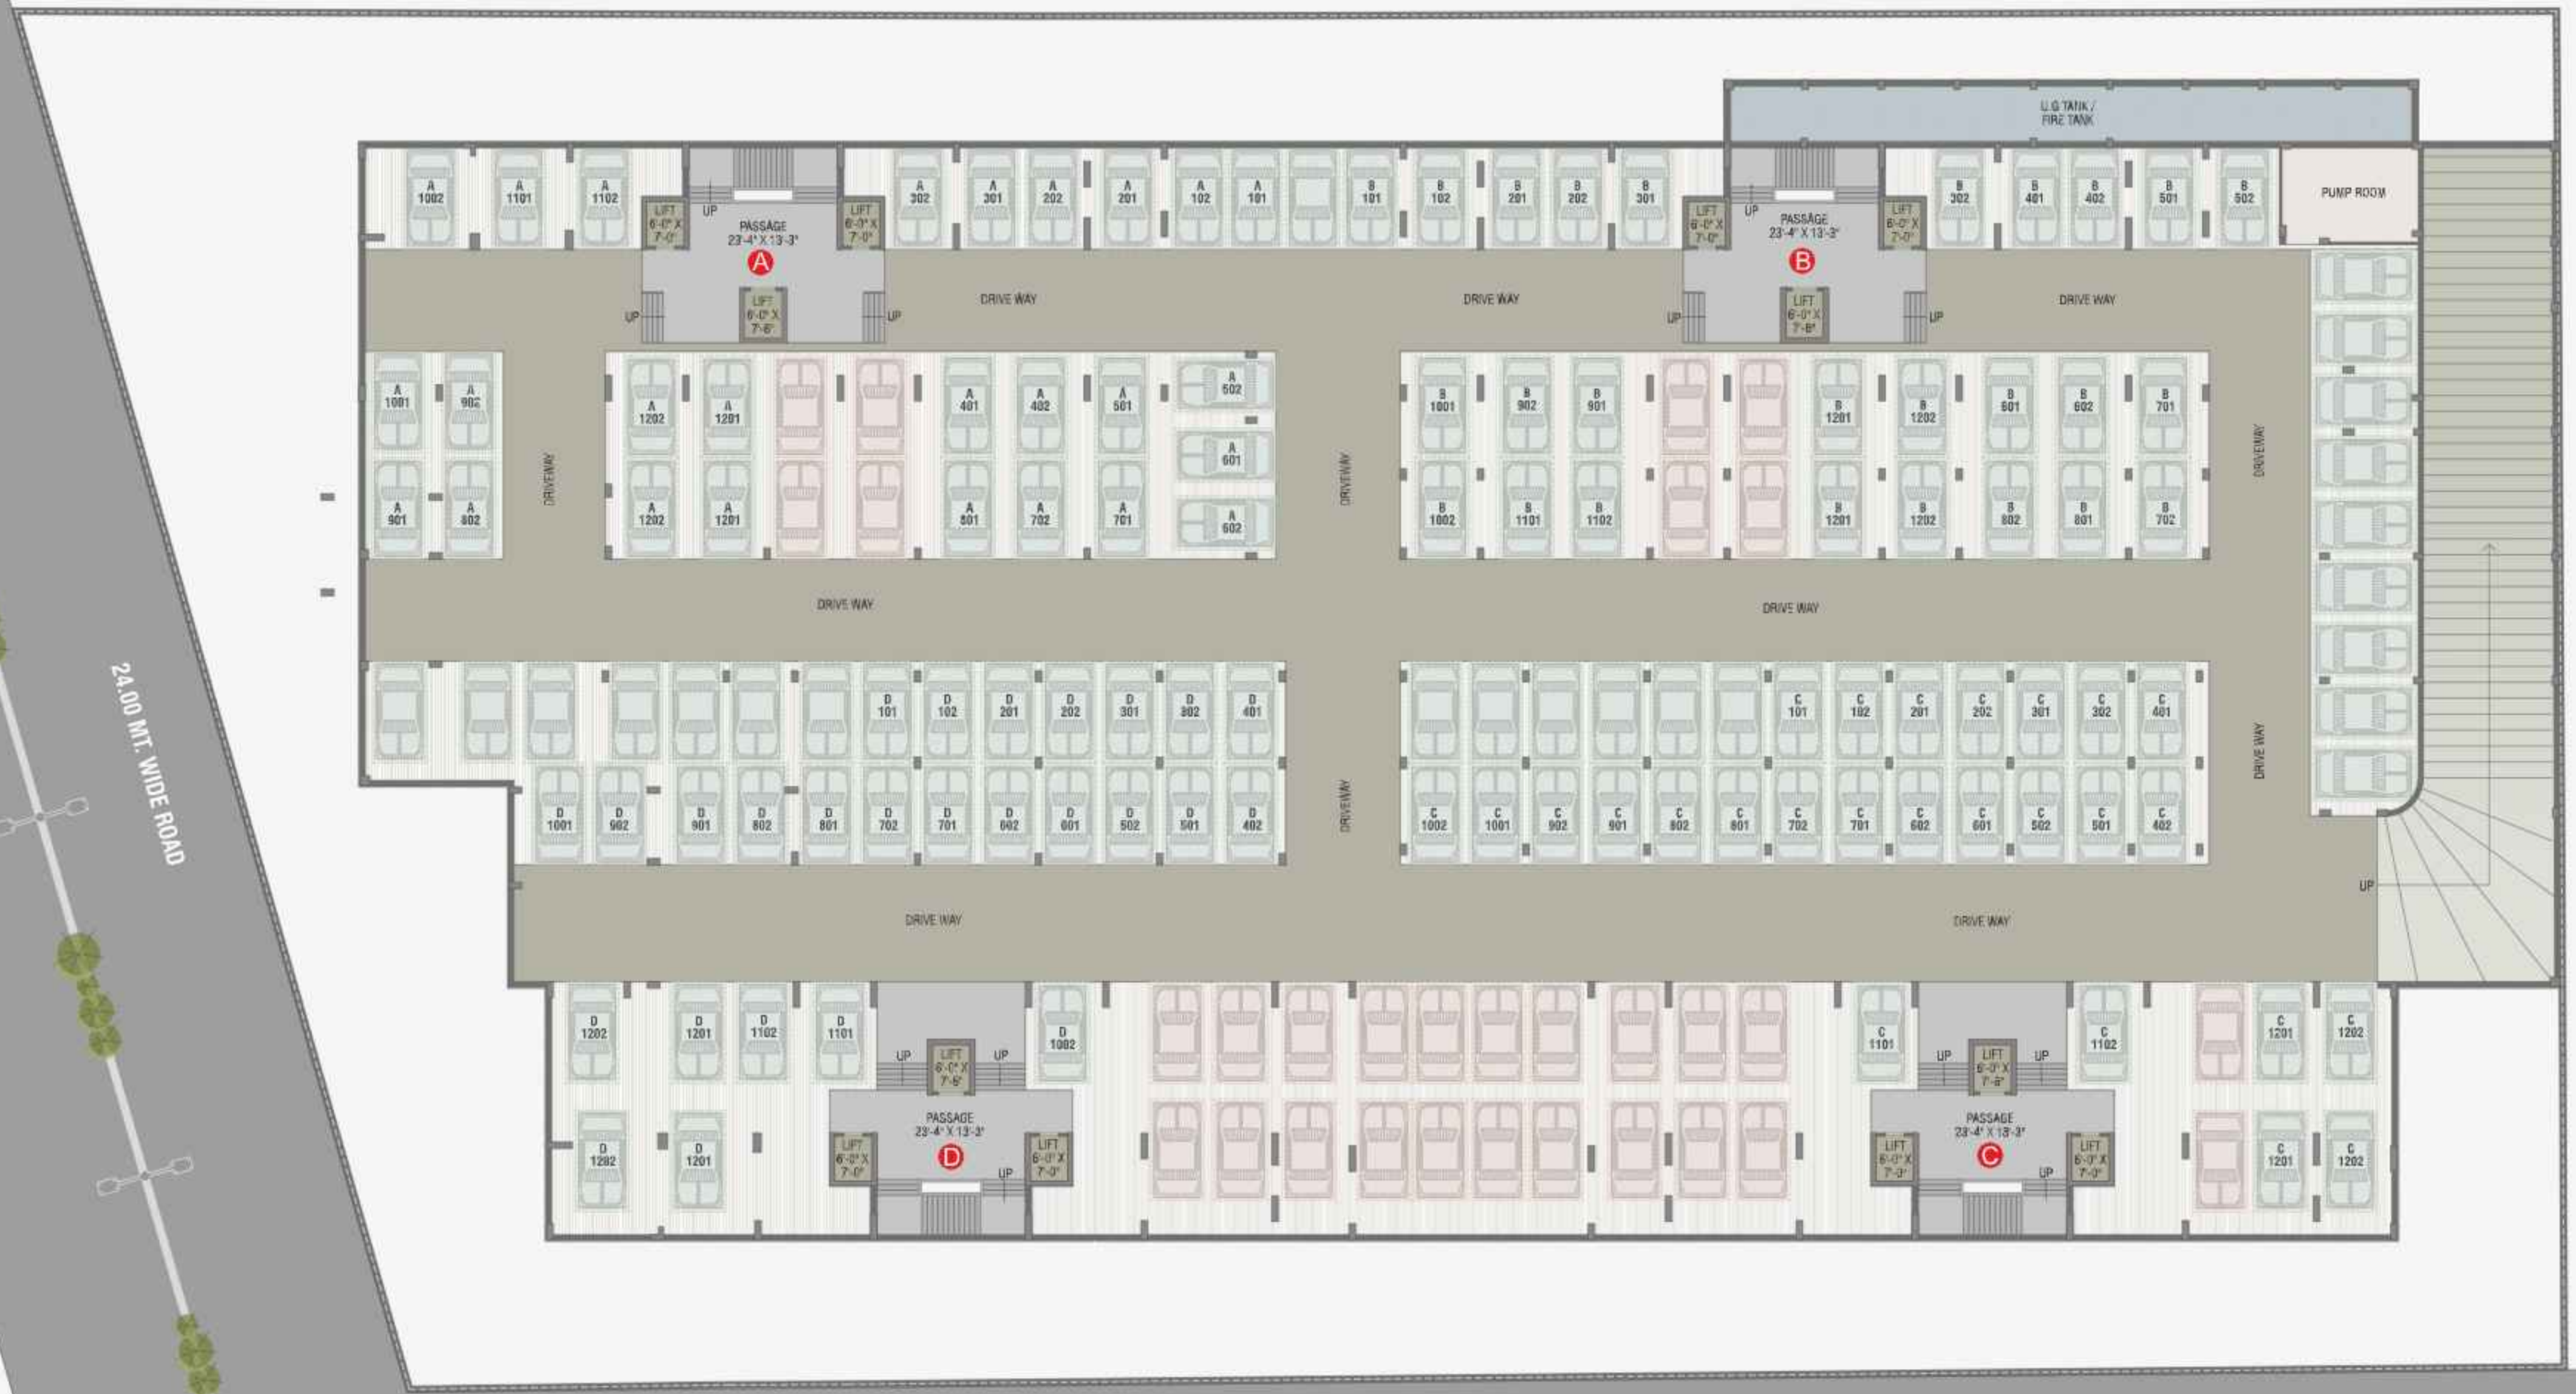 U.G TANK /
FIRE TANK
A
1002
A
1101
A
1102
A
302
A
301
A
202
A
201
A
102
A
101
B
101
B
102
B
201
B
202
B
301
B
302
B
401
B
402
B
501
B
502
PUMP ROOM
LIFT
6'-0" X
7'-0"
UP
PASSAGE
23'-4" X 13'-3"
A
LIFT
6'-0" X
7'-0"
LIFT
6'-0" X
7'-6"
UP
UP
DRIVE WAY
DRIVE WAY
LIFT
6'-0" X
7'-0"
UP
PASSAGE
23'-4" X 13'-3"
B
LIFT
6'-0" X
7'-0"
LIFT
6'-0" X
7'-6"
UP
UP
DRIVE WAY
A
1001
A
902
A
1202
A
1201
A
401
A
402
A
501
A
502
B
1001
B
902
B
901
B
1201
B
1202
B
601
B
602
B
701
A
601
DRIVEWAY
DRIVEWAY
DRIVEWAY
A
901
A
802
A
1202
A
1201
A
801
A
702
A
701
A
602
B
1002
B
1101
B
1102
B
1201
B
1202
B
802
B
801
B
702
DRIVE WAY
DRIVE WAY
24.00 MT. WIDE ROAD
D
101
D
102
D
201
D
202
D
301
D
302
D
401
C
101
C
102
C
201
C
202
C
301
C
302
C
401
DRIVEWAY
DRIVE WAY
D
1001
D
902
D
901
D
802
D
801
D
702
D
701
D
602
D
601
D
502
D
501
D
402
C
1002
C
1001
C
902
C
901
C
802
C
801
C
702
C
701
C
602
C
601
C
502
C
501
C
402
UP
DRIVE WAY
DRIVE WAY
D
1202
D
1201
D
1102
D
1101
D
1002
C
1101
C
1102
C
1201
C
1202
UP
LIFT
6'-0" X
7'-6"
UP
PASSAGE
23'-4" X 13'-3"
D
LIFT
6'-0" X
7'-0"
LIFT
6'-0" X
7'-0"
UP
UP
LIFT
6'-0" X
7'-6"
UP
PASSAGE
23'-4" X 13'-3"
C
LIFT
6'-0" X
7'-0"
LIFT
6'-0" X
7'-0"
UP
D
1202
D
1201
C
1201
C
1202